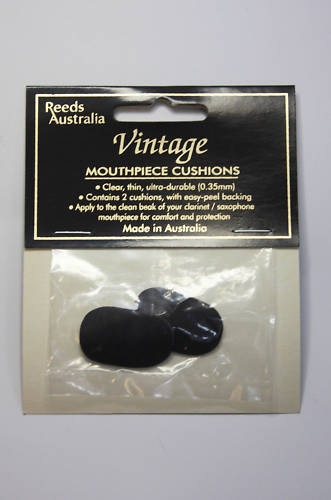 Reeds
Australia
Vintage
MOUTHPIECE CUSHIONS
• Clear, thin, ultra-durable (0.35mm)
• Contains 2 cushions, with easy-peel backing
• Apply to the clean beak of your clarinet / saxophone
mouthpiece for comfort and protection
Made in Australia